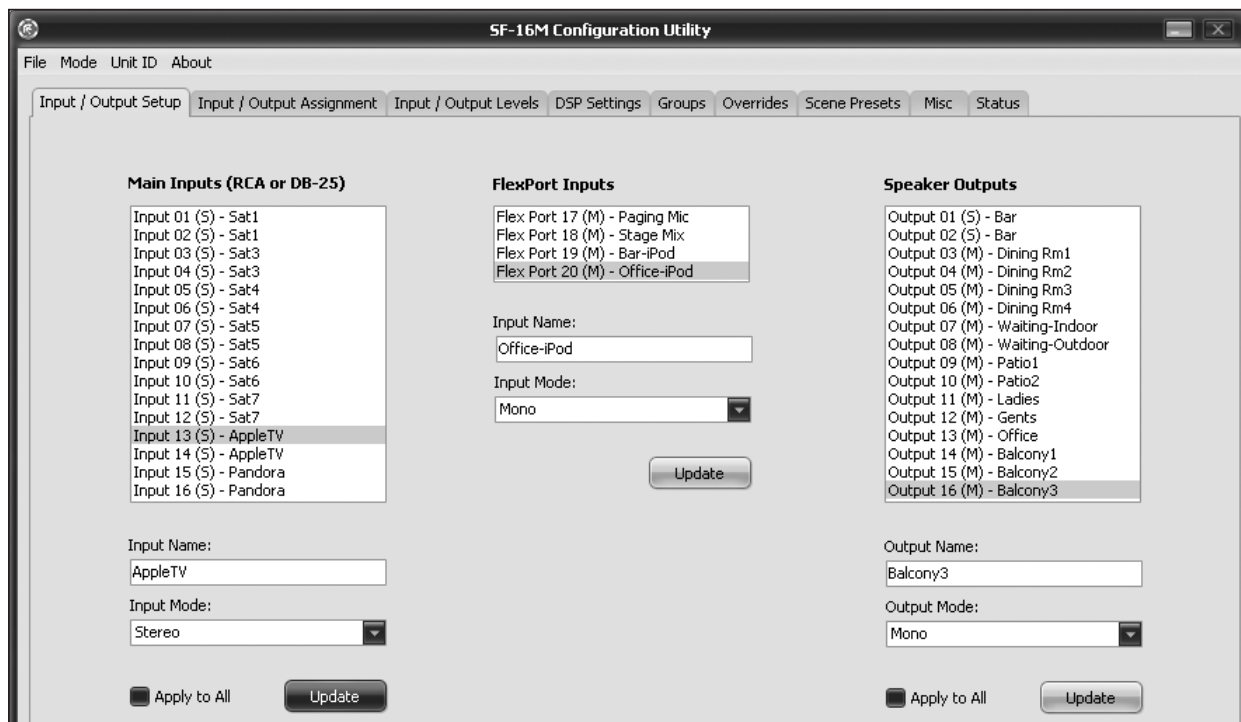 SF-16M Configuration Utility
File Mode Unit ID About
Input / Output Setup Input / Output Assignment Input / Output Levels DSP Settings Groups Overrides Scene Presets Misc Status
Main Inputs (RCA or DB-25)
Input 01 (S) - Sat1
Input 02 (S) - Sat1
Input 03 (S) - Sat3
Input 04 (S) - Sat3
Input 05 (S) - Sat4
Input 06 (S) - Sat4
Input 07 (S) - Sat5
Input 08 (S) - Sat5
Input 09 (S) - Sat6
Input 10 (S) - Sat6
Input 11 (S) - Sat7
Input 12 (S) - Sat7
Input 13 (S) - AppleTV
Input 14 (S) - AppleTV
Input 15 (S) - Pandora
Input 16 (S) - Pandora
Input Name:
AppleTV
Input Mode:
Stereo
Apply to All Update
FlexPort Inputs
Flex Port 17 (M) - Paging Mic
Flex Port 18 (M) - Stage Mix
Flex Port 19 (M) - Bar-iPod
Flex Port 20 (M) - Office-iPod
Input Name:
Office-iPod
Input Mode:
Mono
Update
Speaker Outputs
Output 01 (S) - Bar
Output 02 (S) - Bar
Output 03 (M) - Dining Rm1
Output 04 (M) - Dining Rm2
Output 05 (M) - Dining Rm3
Output 06 (M) - Dining Rm4
Output 07 (M) - Waiting-Indoor
Output 08 (M) - Waiting-Outdoor
Output 09 (M) - Patio1
Output 10 (M) - Patio2
Output 11 (M) - Ladies
Output 12 (M) - Gents
Output 13 (M) - Office
Output 14 (M) - Balcony1
Output 15 (M) - Balcony2
Output 16 (M) - Balcony3
Output Name:
Balcony3
Output Mode:
Mono
Apply to All Update